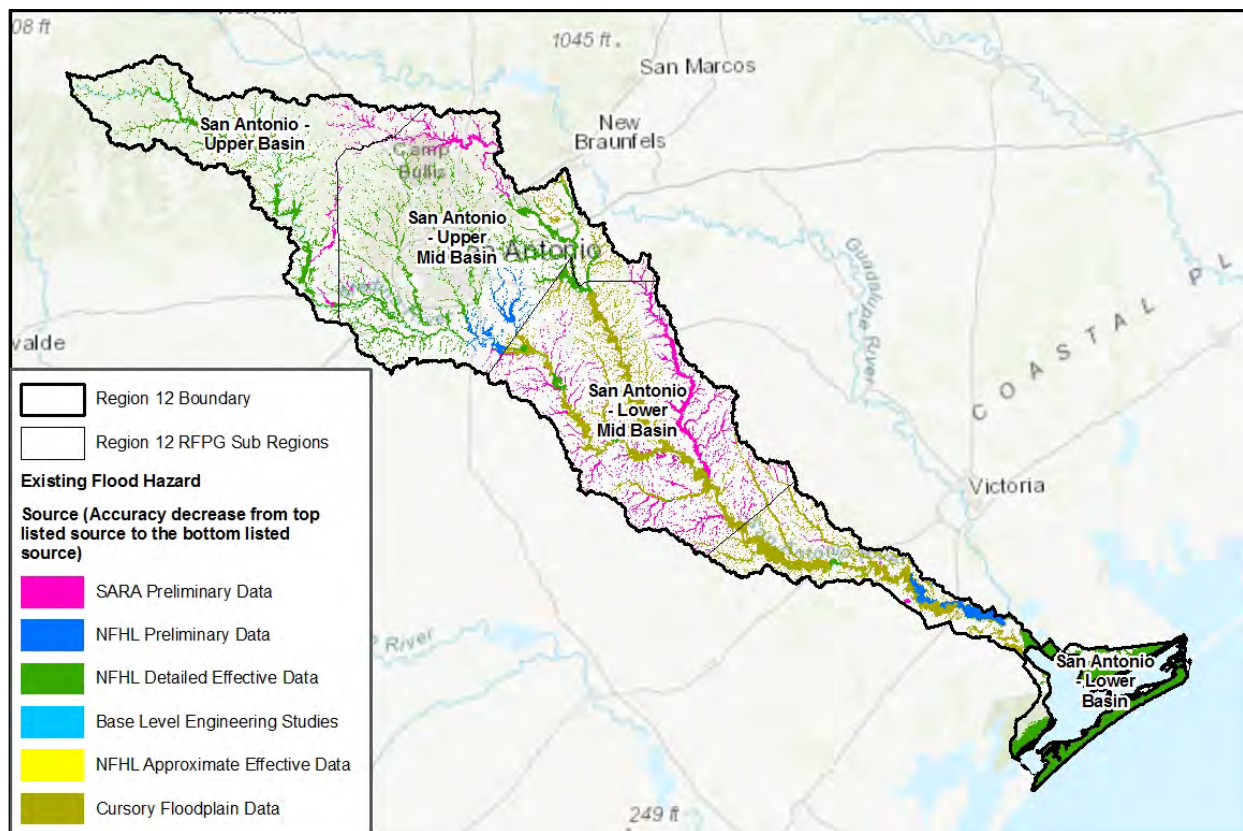 08 ft
1045 ft
San Marcos
New
Braunfels
San Antonio -
Upper Basin
Camp
Bullis
San Antonio
- Upper
Mid Basin
Antonio
Guadalupe River
COASTAL PL
valde
San Antonio
- Lower
Mid Basin
Victoria
River
San Antonio
- Lower
Basin
249 ft
Region 12 Boundary
Region 12 RFPG Sub Regions
Existing Flood Hazard
Source (Accuracy decrease from top
listed source to the bottom listed
source)
SARA Preliminary Data
NFHL Preliminary Data
NFHL Detailed Effective Data
Base Level Engineering Studies
NFHL Approximate Effective Data
Cursory Floodplain Data